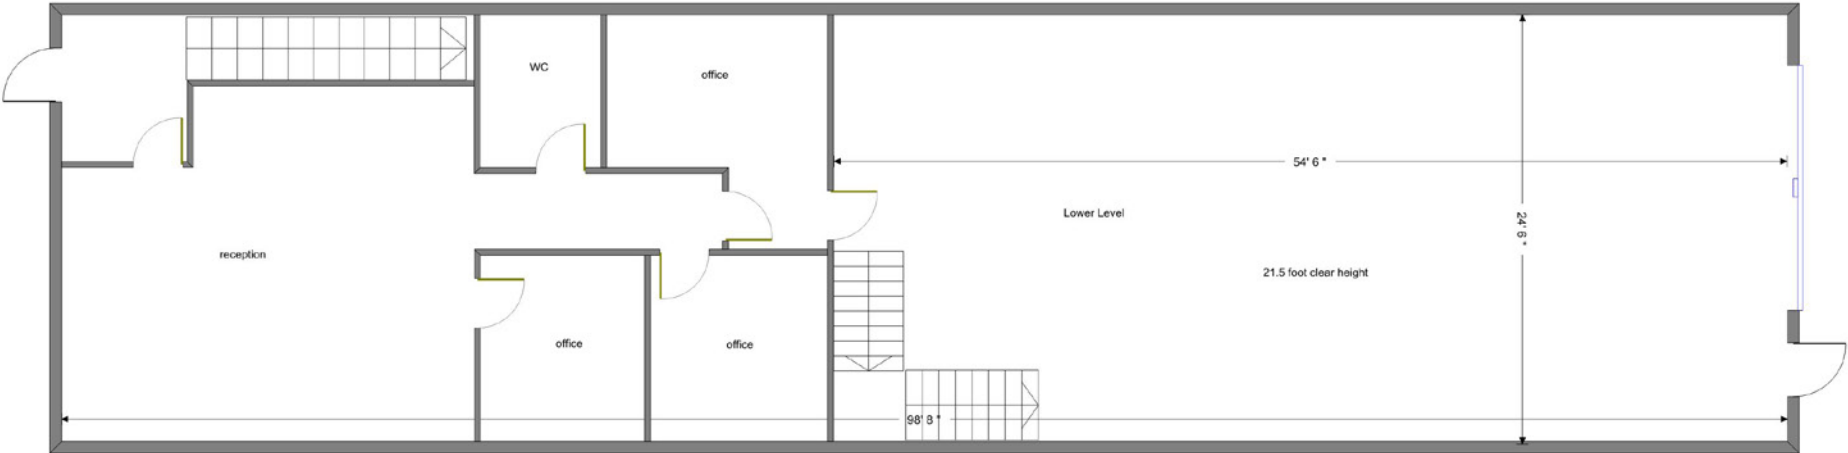 WC
office
54' 6 "
Lower Level
24' 6 "
reception
21.5 foot clear height
office
office
98' 8 "